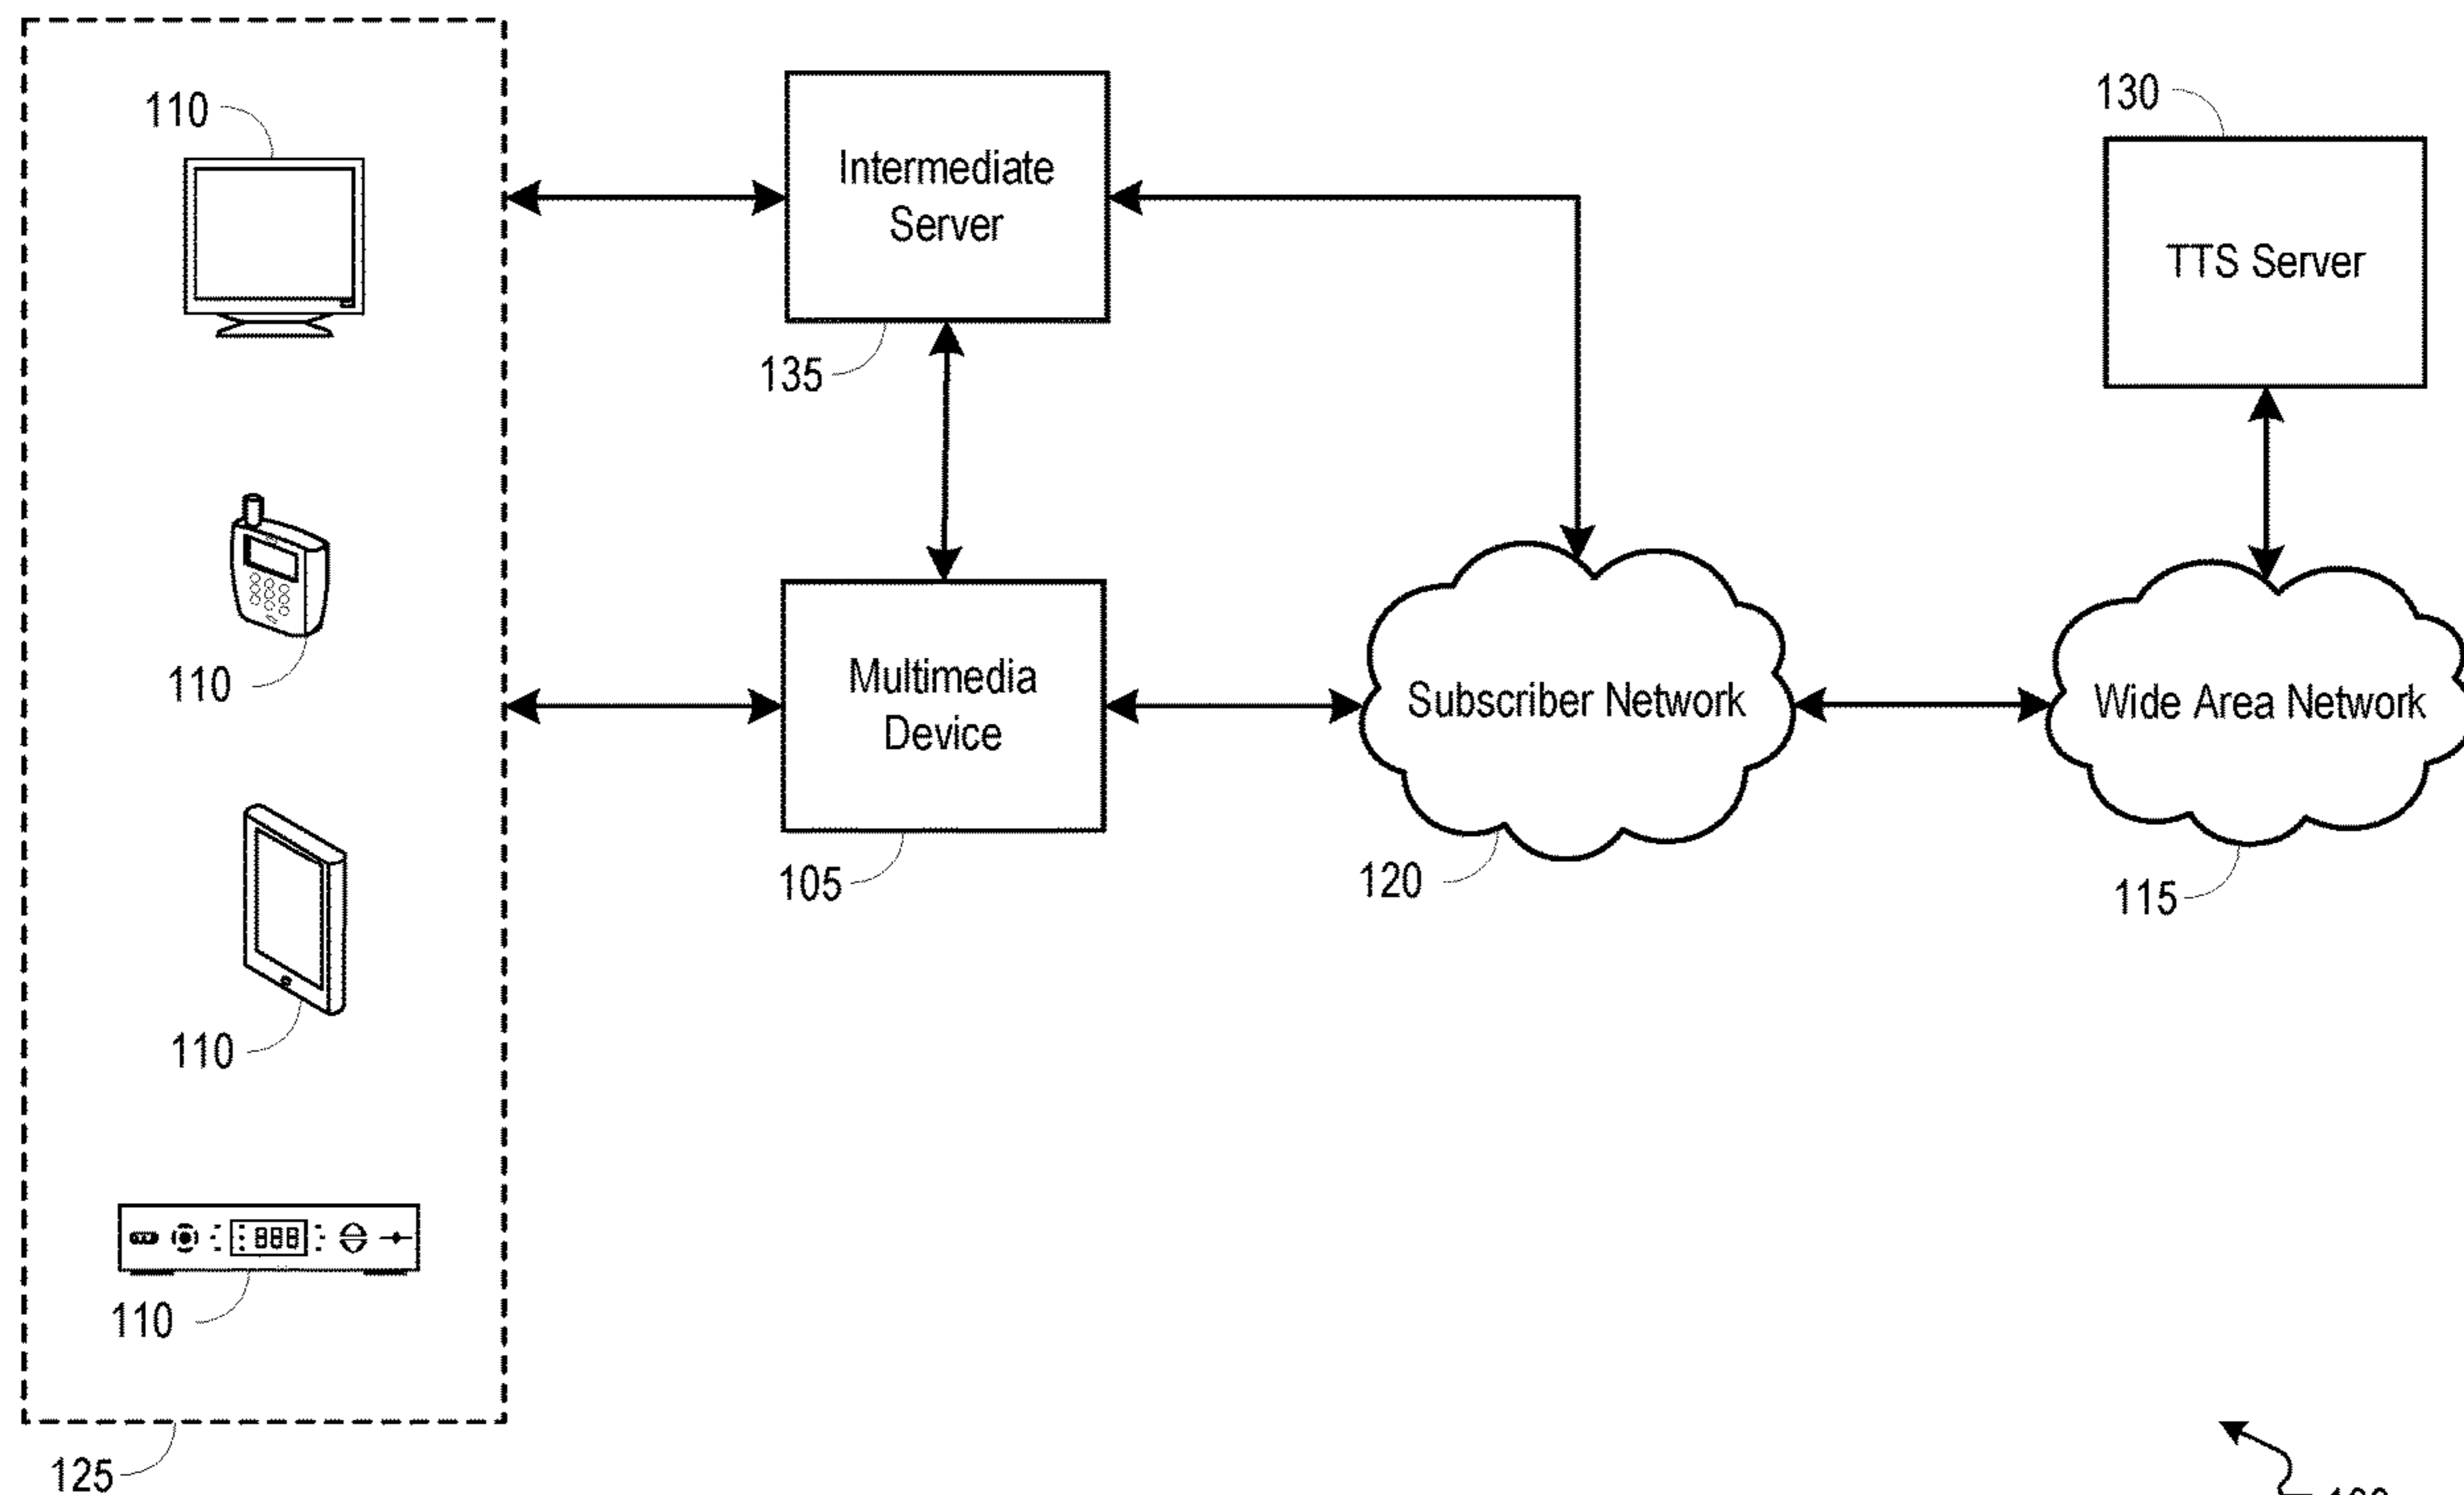 110
130
Intermediate
Server
TTS Server
135
110
Multimedia
Device
Subscriber Network
Wide Area Network
105
120
115
110
888
110
125